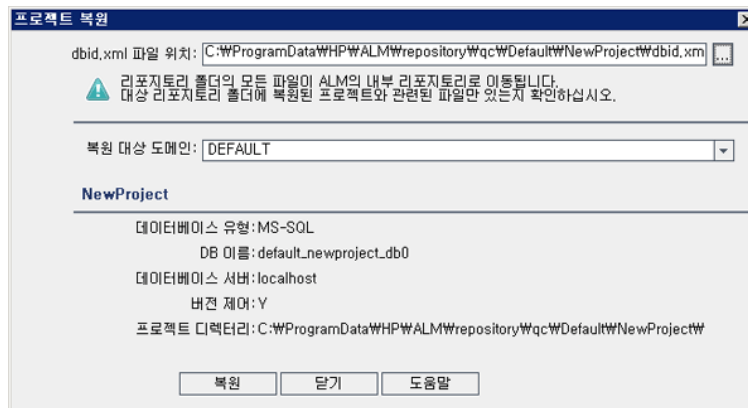 프로젝트 복원
dbid.xml 파일 위치: C:₩ProgramData₩HP₩ALM₩repository₩qc₩Default₩NewProject₩dbid.xm ...
리포지토리 폴더의 모든 파일이 ALM의 내부 리포지토리로 이동됩니다.
대상 리포지토리 폴더에 복원된 프로젝트와 관련된 파일만 있는지 확인하십시오.
복원 대상 도메인: DEFAULT
NewProject
데이터베이스 유형: MS-SQL
DB 이름: default_newproject_db0
데이터베이스 서버: localhost
버전 제어: Y
프로젝트 디렉터리: C:₩ProgramData₩HP₩ALM₩repository₩qc₩Default₩NewProject₩
복원 닫기 도움말